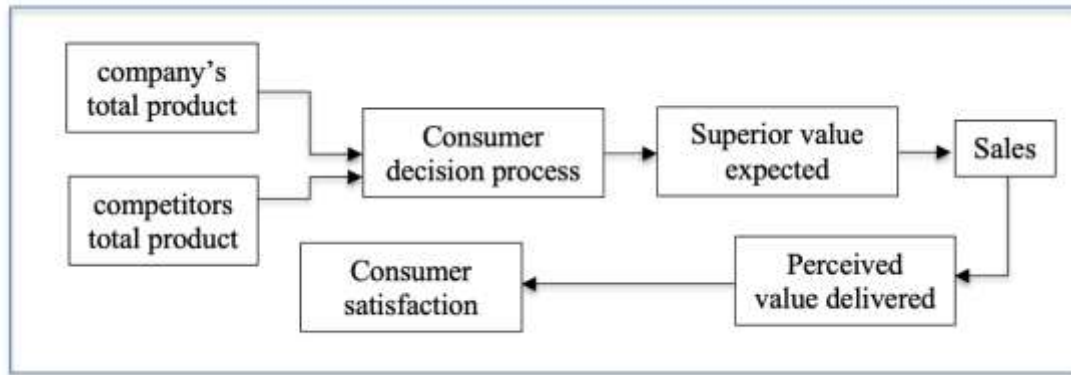 company's
total product
competitors
total product
Consumer
decision process
Superior value
expected
Sales
Perceived
value delivered
Consumer
satisfaction